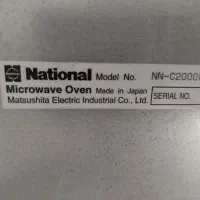 National Model No. NN-C2000
Microwave Oven Made in Japan
Matsushita Electric Industrial Co., Ltd. SERIAL NO.